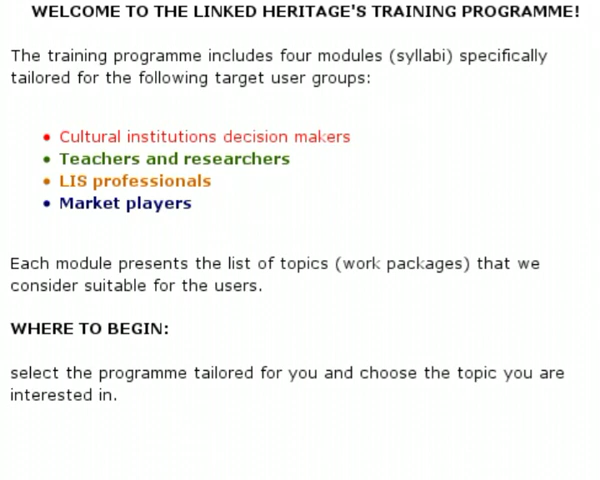 WELCOME TO THE LINKED HERITAGE'S TRAINING PROGRAMME!
The training programme includes four modules (syllabi) specifically
tailored for the following target user groups:
• Cultural institutions decision makers
• Teachers and researchers
• LIS professionals
• Market players
Each module presents the list of topics (work packages) that we
consider suitable for the users.
WHERE TO BEGIN:
select the programme tailored for you and choose the topic you are
interested in.